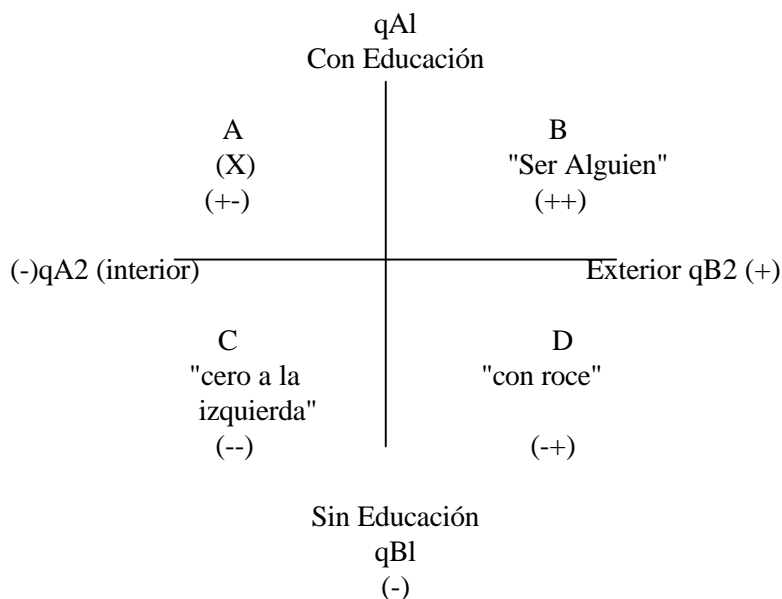 qAl
Con Educación
A B
(X) "Ser Alguien"
(+-) (++)
(-)qA2 (interior) Exterior qB2 (+)
C D
"cero a la "con roce"
izquierda"
(--) (-+)
Sin Educación
qBl
(-)